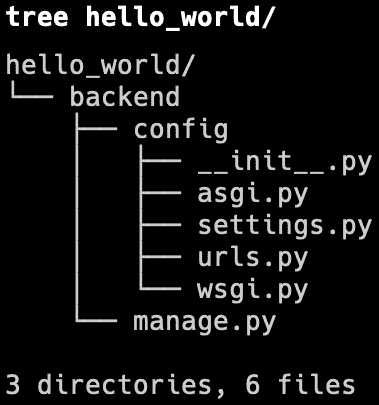 tree hello_world/
hello_world/
└── backend
    ├── config
    │   ├── __init__.py
    │   ├── asgi.py
    │   ├── settings.py
    │   ├── urls.py
    │   └── wsgi.py
    └── manage.py
3 directories, 6 files